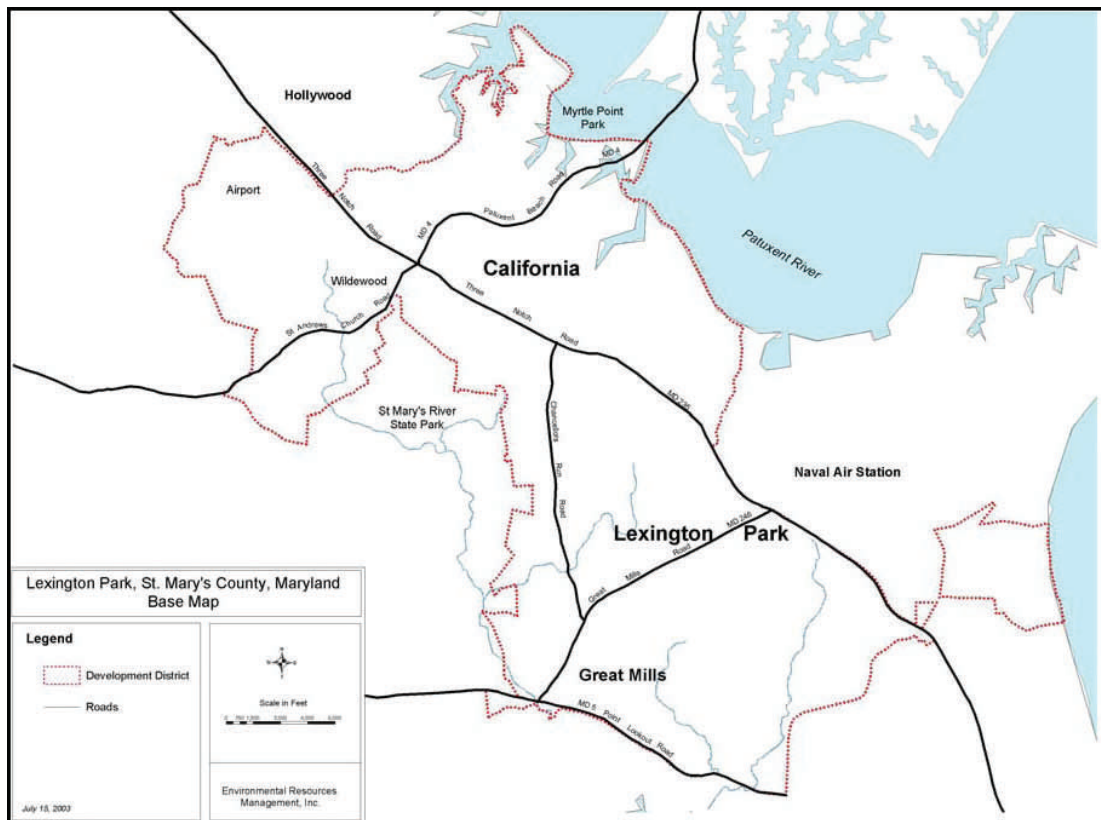 Hollywood
Myrtle Point
Park
MD 4
Airport
Three
Notch
Road
Patuxent
Beach
Road
MD 4
Patuxent River
California
Wildewood
St. Andrews
Church
Road
Three
Notch
Road
MD 235
St Mary's River
State Park
Chancellors
Run
Road
Naval Air Station
Lexington Park
MD 246
Great
Mills
Road
Great Mills
MD 5
Point
Lookout
Road
Lexington Park, St. Mary's County, Maryland
Base Map
Legend
Development District
Roads
Scale in Feet
Environmental Resources
Management, Inc.
July 15, 2003